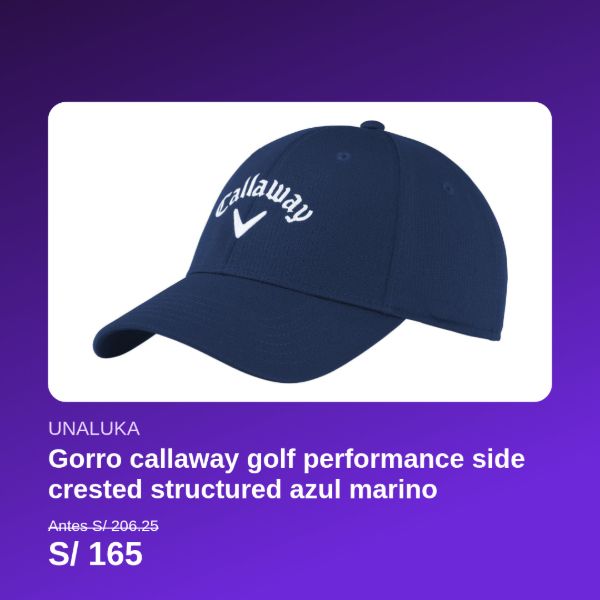 Callaway
UNALUKA
Gorro callaway golf performance side
crested structured azul marino
Antes S/ 206.25
S/ 165